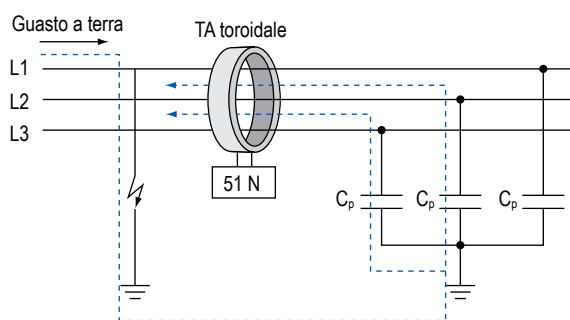 Guasto a terra
TA toroidale
L1
L2
L3
51 N
Cp
Cp
Cp